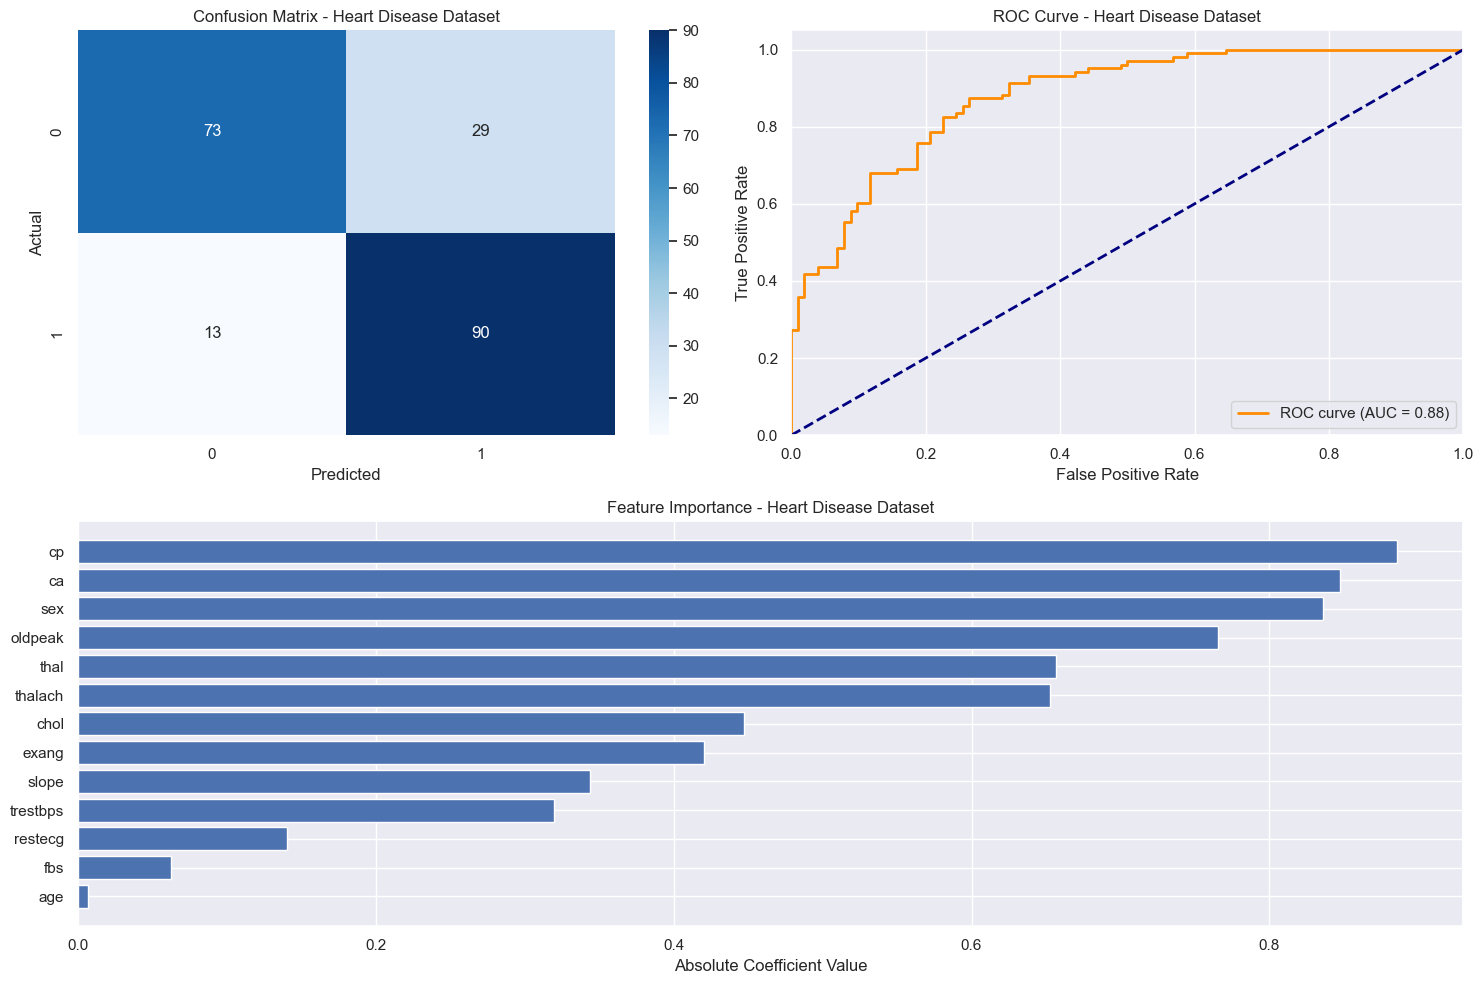 Confusion Matrix - Heart Disease Dataset
Actual
0
1
73
29
13
90
0
1
Predicted
90
80
70
60
50
40
30
20
ROC Curve - Heart Disease Dataset
True Positive Rate
1.0
0.8
0.6
0.4
0.2
0.0
0.0
0.2
0.4
0.6
0.8
1.0
False Positive Rate
ROC curve (AUC = 0.88)
Feature Importance - Heart Disease Dataset
cp
ca
sex
oldpeak
thal
thalach
chol
exang
slope
trestbps
restecg
fbs
age
0.0
0.2
0.4
0.6
0.8
Absolute Coefficient Value